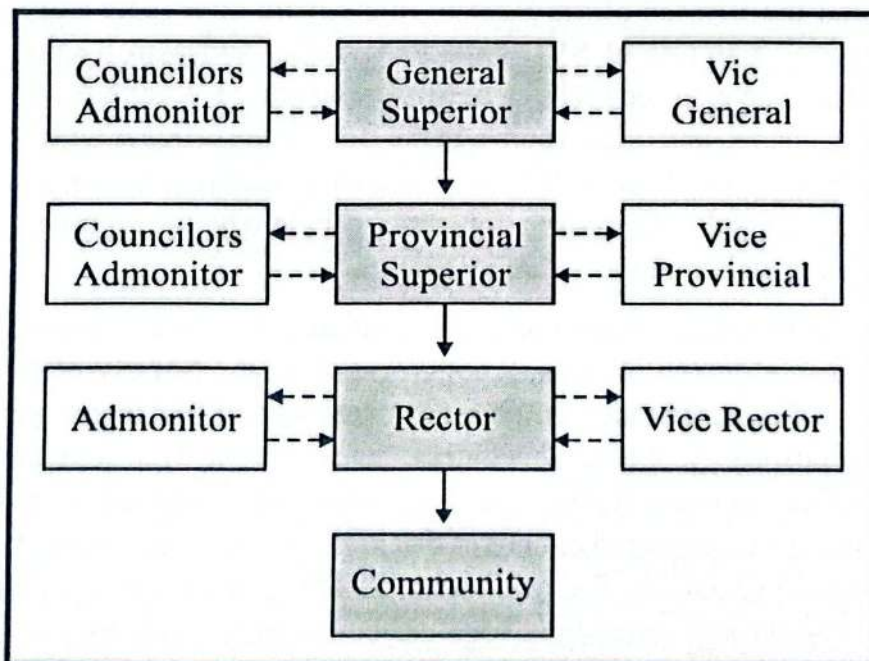 Councilors
Admonitor
General
Superior
Vic
General
Councilors
Admonitor
Provincial
Superior
Vice
Provincial
Admonitor
Rector
Vice Rector
Community